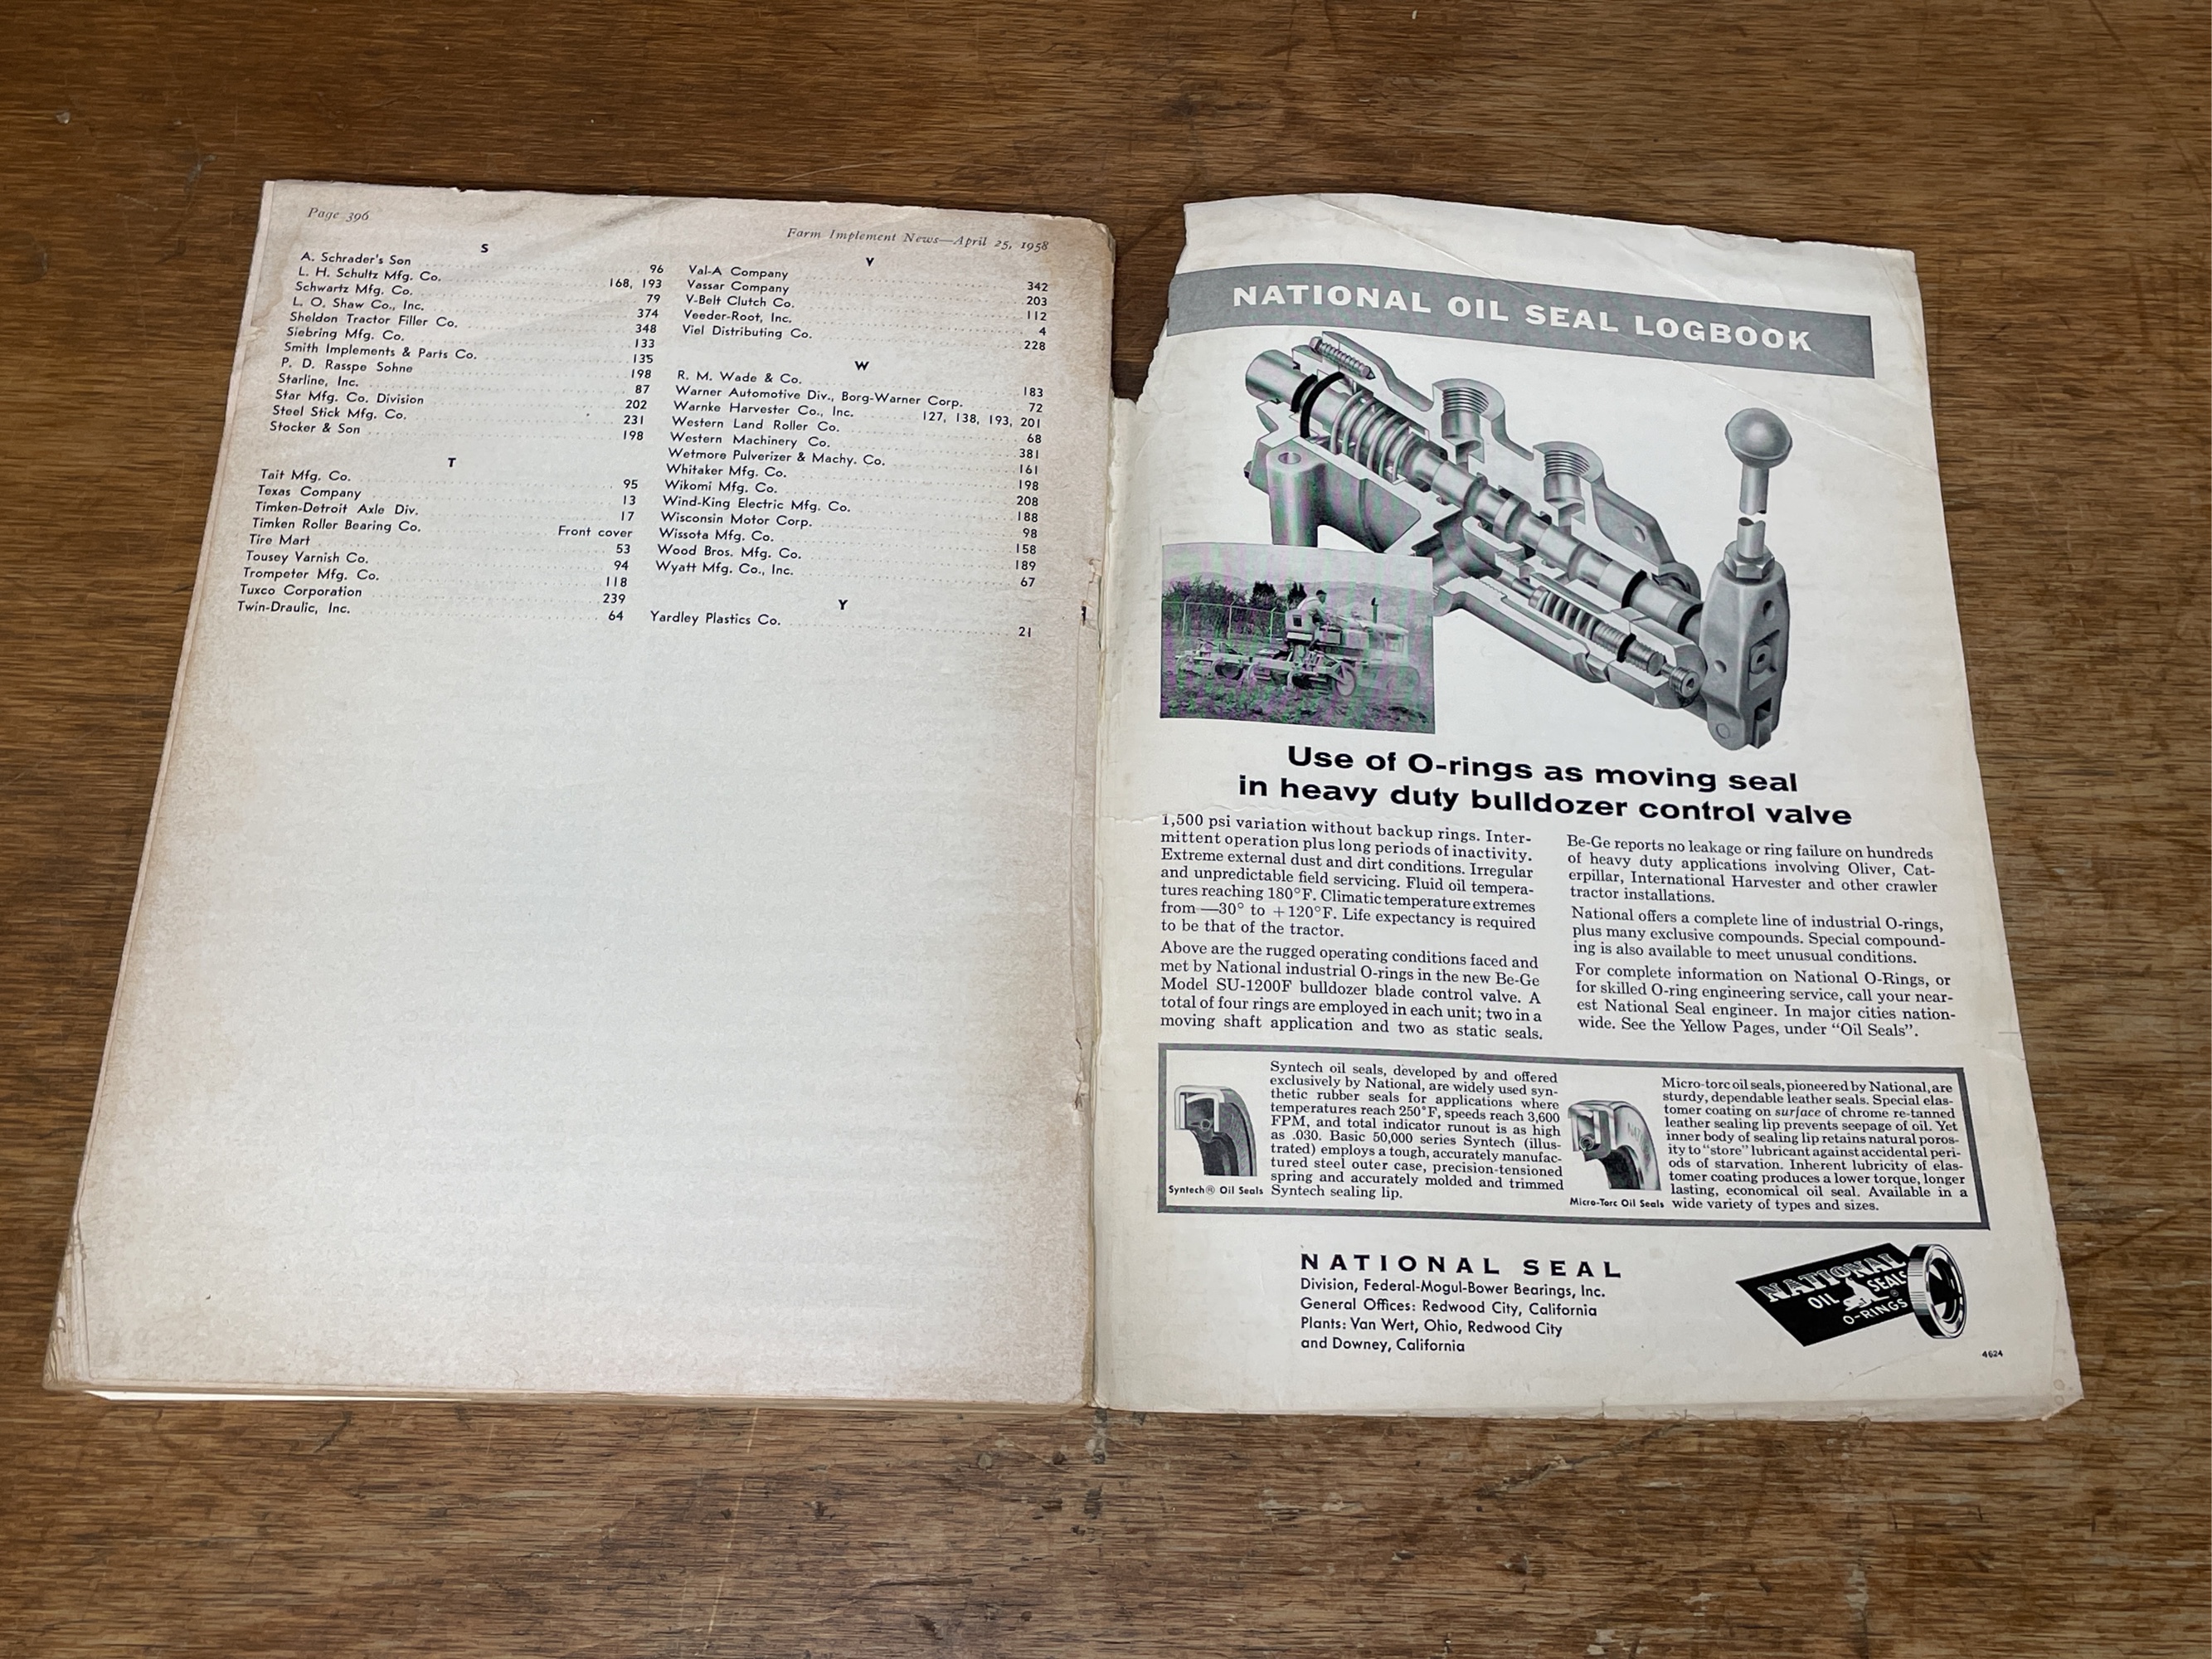 Page 396
Farm Implement News—April 25, 1958
S
A. Schrader's Son 96
L. H. Schultz Mfg. Co. 168, 193
Schwartz Mfg. Co. 79
L. O. Shaw Co., Inc. 374
Sheldon Tractor Filler Co. 348
Siebring Mfg. Co. 133
Smith Implements & Parts Co. 135
P. D. Rasspe Sohne 198
Starline, Inc. 87
Star Mfg. Co. Division 202
Steel Stick Mfg. Co. 231
Stocker & Son 198
T
Tait Mfg. Co. 95
Texas Company 13
Timken-Detroit Axle Div. 17
Timken Roller Bearing Co. Front cover
Tire Mart 53
Tousey Varnish Co. 94
Trompeter Mfg. Co. 118
Tuxco Corporation 239
Twin-Draulic, Inc. 64
V
Val-A Company 342
Vassar Company 203
V-Belt Clutch Co. 112
Veeder-Root, Inc. 4
Viel Distributing Co. 228
W
R. M. Wade & Co. 183
Warner Automotive Div., Borg-Warner Corp. 72
Warnke Harvester Co., Inc. 127, 138, 193, 201
Western Land Roller Co. 68
Western Machinery Co. 381
Wetmore Pulverizer & Machy. Co. 161
Whitaker Mfg. Co. 198
Wikomi Mfg. Co. 208
Wind-King Electric Mfg. Co. 188
Wisconsin Motor Corp. 98
Wissota Mfg. Co. 158
Wood Bros. Mfg. Co. 189
Wyatt Mfg. Co., Inc. 67
Y
Yardley Plastics Co. 21
NATIONAL OIL SEAL LOGBOOK
Use of O-rings as moving seal
in heavy duty bulldozer control valve
1,500 psi variation without backup rings. Inter-
mittent operation plus long periods of inactivity.
Extreme external dust and dirt conditions. Irregular
and unpredictable field servicing. Fluid oil tempera-
tures reaching 180°F. Climatic temperature extremes
from —30° to +120°F. Life expectancy is required
to be that of the tractor.
Above are the rugged operating conditions faced and
met by National industrial O-rings in the new Be-Ge
Model SU-1200F bulldozer blade control valve. A
total of four rings are employed in each unit; two in a
moving shaft application and two as static seals.
Be-Ge reports no leakage or ring failure on hundreds
of heavy duty applications involving Oliver, Cat-
erpillar, International Harvester and other crawler
tractor installations.
National offers a complete line of industrial O-rings,
plus many exclusive compounds. Special compound-
ing is also available to meet unusual conditions.
For complete information on National O-Rings, or
for skilled O-ring engineering service, call your near-
est National Seal engineer. In major cities nation-
wide. See the Yellow Pages, under "Oil Seals".
Syntech® Oil Seals
Syntech oil seals, developed by and offered
exclusively by National, are widely used syn-
thetic rubber seals for applications where
temperatures reach 250°F, speeds reach 3,600
FPM, and total indicator runout is as high
as .030. Basic 50,000 series Syntech (illus-
trated) employs a tough, accurately manufac-
tured steel outer case, precision-tensioned
spring and accurately molded and trimmed
Syntech sealing lip.
Micro-Torc Oil Seals
Micro-torc oil seals, pioneered by National, are
sturdy, dependable leather seals. Special elas-
tomer coating on surface of chrome re-tanned
leather sealing lip prevents seepage of oil. Yet
inner body of sealing lip retains natural poros-
ity to "store" lubricant against accidental peri-
ods of starvation. Inherent lubricity of elas-
tomer coating produces a lower torque, longer
lasting, economical oil seal. Available in a
wide variety of types and sizes.
NATIONAL SEAL
Division, Federal-Mogul-Bower Bearings, Inc.
General Offices: Redwood City, California
Plants: Van Wert, Ohio, Redwood City
and Downey, California
NATIONAL
OIL SEALS
O-RINGS ®
4624